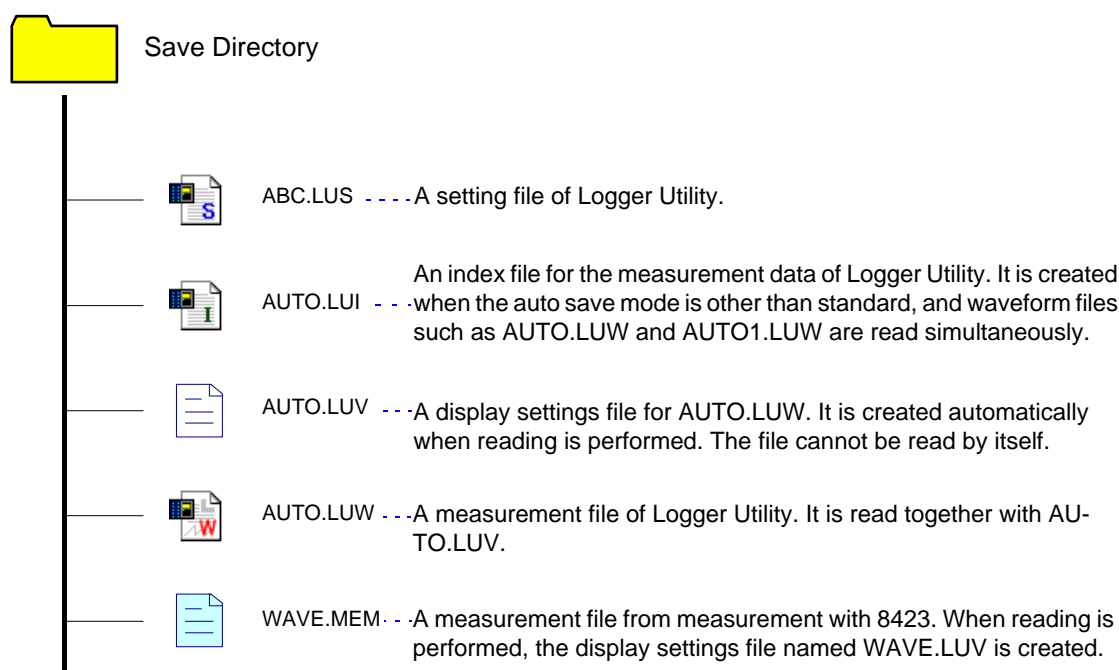 Save Directory
S
ABC.LUS
A setting file of Logger Utility.
I
AUTO.LUI
An index file for the measurement data of Logger Utility. It is created
when the auto save mode is other than standard, and waveform files
such as AUTO.LUW and AUTO1.LUW are read simultaneously.
AUTO.LUV
A display settings file for AUTO.LUW. It is created automatically
when reading is performed. The file cannot be read by itself.
W
AUTO.LUW
A measurement file of Logger Utility. It is read together with AU-
TO.LUV.
WAVE.MEM
A measurement file from measurement with 8423. When reading is
performed, the display settings file named WAVE.LUV is created.